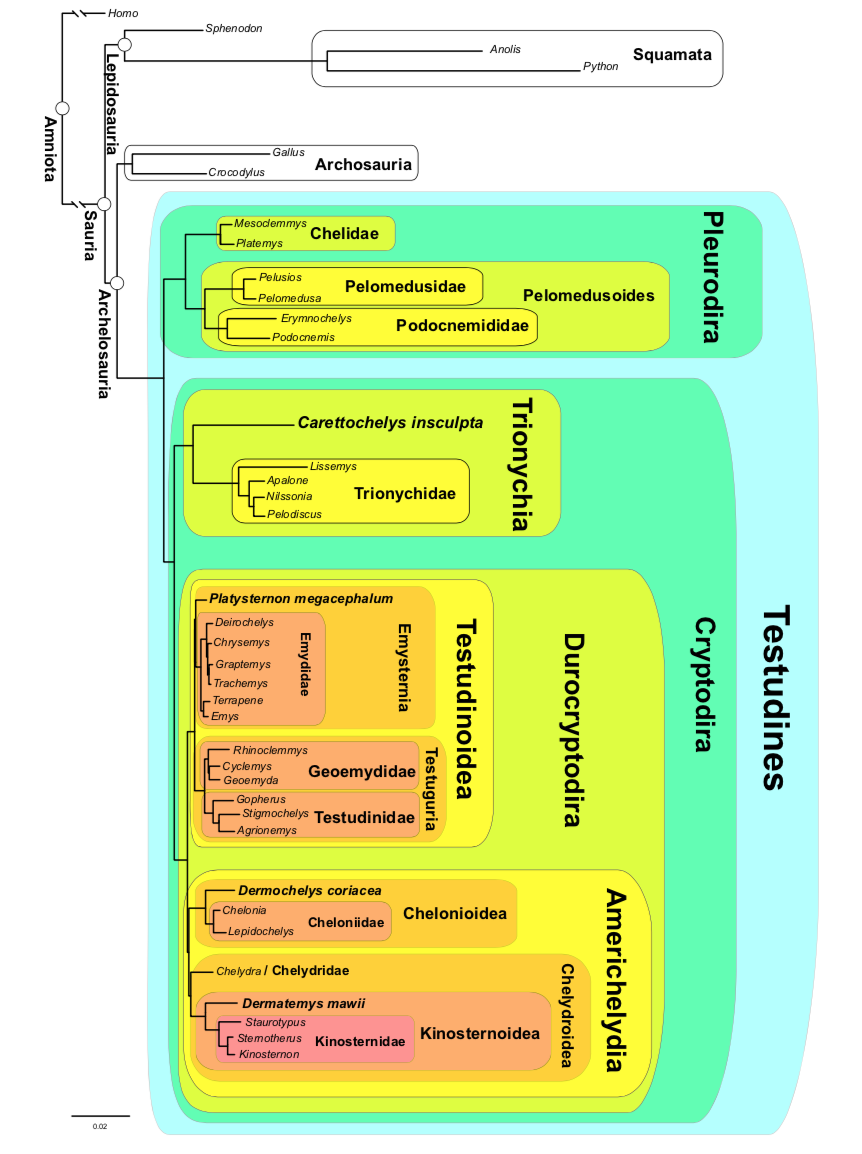 Homo
Sphenodon
Anolis
Python
Squamata
Lepidosauria
Amniota
Gallus
Crocodylus
Archosauria
Sauria
Archelosauria
Mesoclemmys
Platemys
Chelidae
Pelusios
Pelomedusa
Pelomedusidae
Pelomedusoides
Erymnochelys
Podocnemis
Podocnemididae
Pleurodira
Carettochelys insculpta
Lissemys
Apalone
Nilssonia
Pelodiscus
Trionychidae
Trionychia
Platysternon megacephalum
Deirochelys
Chrysemys
Graptemys
Trachemys
Terrapene
Emys
Emydidae
Emysternia
Rhinoclemmys
Cyclemys
Geoemyda
Geoemydidae
Gopherus
Stigmochelys
Agrionemys
Testudinidae
Testuguria
Testudinoidea
Durocryptodira
Cryptodira
Testudines
Dermochelys coriacea
Chelonia
Lepidochelys
Cheloniidae
Chelonioidea
Chelydra / Chelydridae
Dermatemys mawii
Staurotypus
Sternotherus
Kinosternon
Kinosternidae
Kinosternoidea
Chelydroidea
Americhelydia
0.02